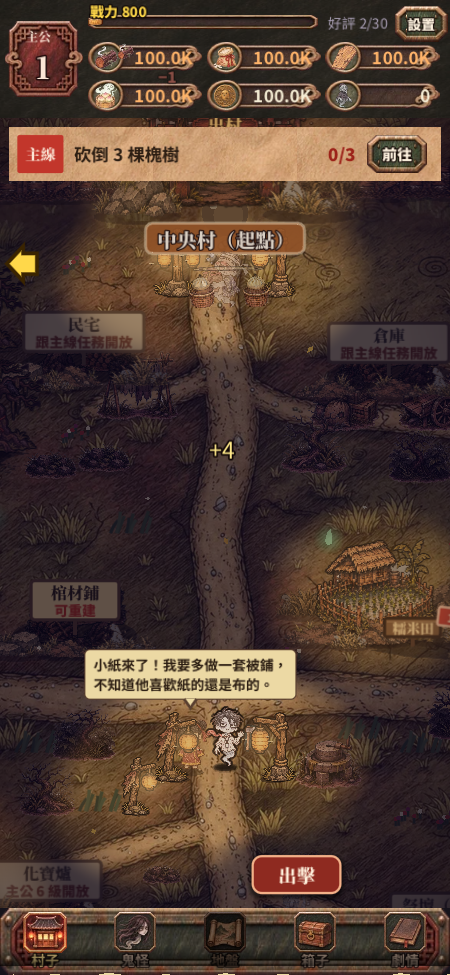 戰力 800
好評 2/30
設置
主公
1
100.0K
100.0K
100.0K
-1
100.0K
100.0K
0
出村
主線
砍倒 3 棵槐樹
0/3
前往
中央村（起點）
民宅
跟主線任務開放
倉庫
跟主線任務開放
+4
棺材鋪
可重建
糯米田
小紙來了！我要多做一套被鋪，
不知道他喜歡紙的還是布的。
化寶爐
主公 6 級開放
出擊
村子
鬼怪
地盤
箱子
劇情